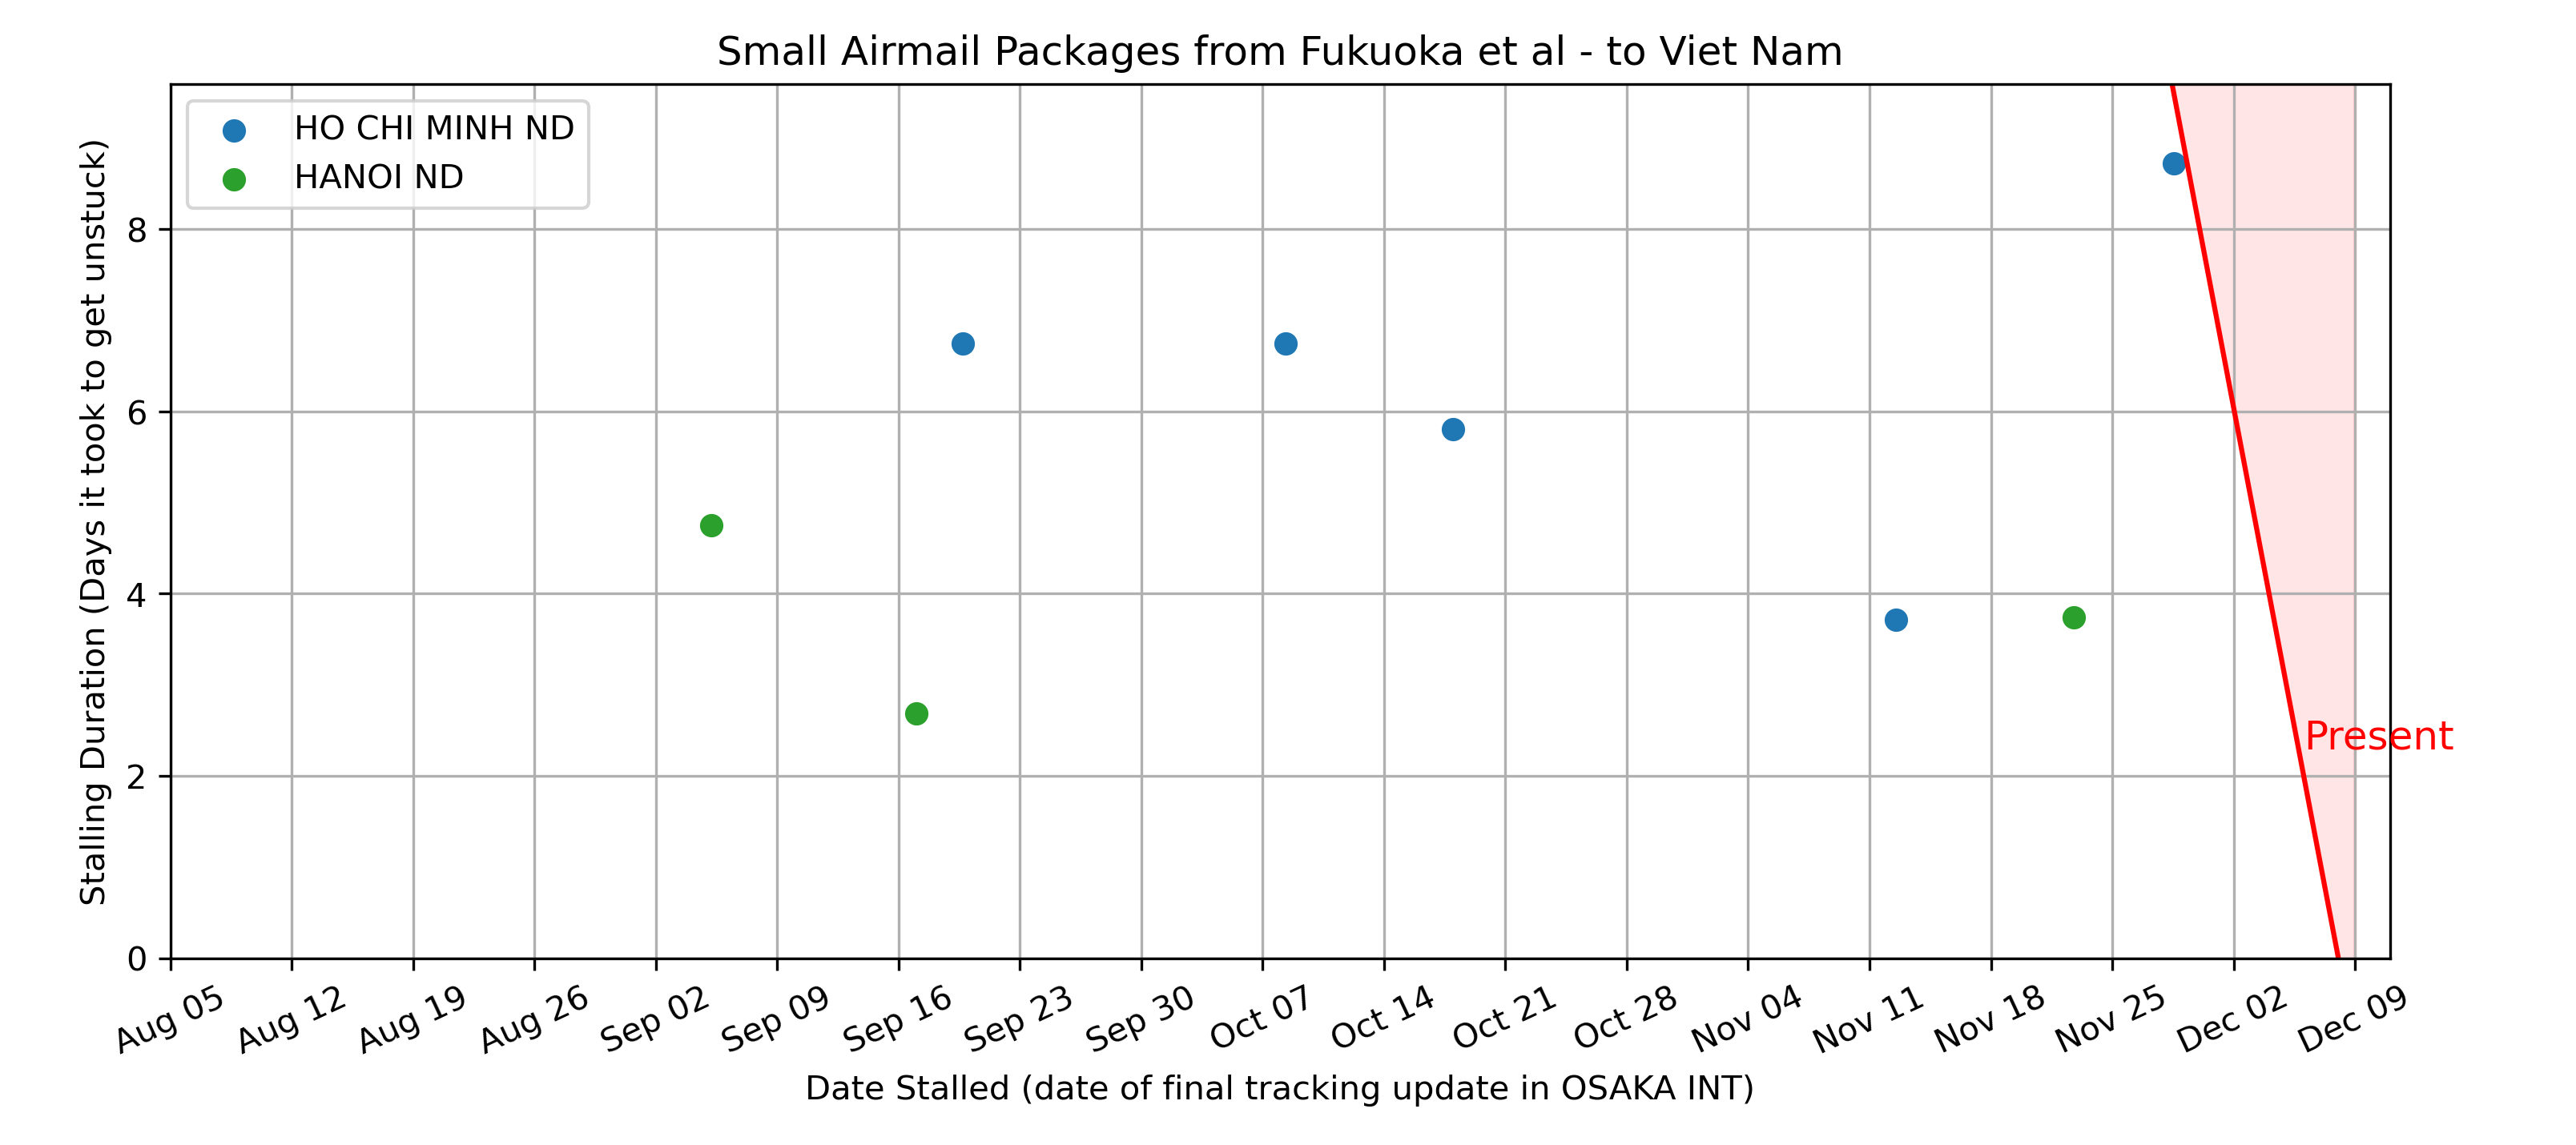 Small Airmail Packages from Fukuoka et al - to Viet Nam
HO CHI MINH ND
HANOI ND
Stalling Duration (Days it took to get unstuck)
8
6
4
2
0
Present
Aug 05
Aug 12
Aug 19
Aug 26
Sep 02
Sep 09
Sep 16
Sep 23
Sep 30
Oct 07
Oct 14
Oct 21
Oct 28
Nov 04
Nov 11
Nov 18
Nov 25
Dec 02
Dec 09
Date Stalled (date of final tracking update in OSAKA INT)